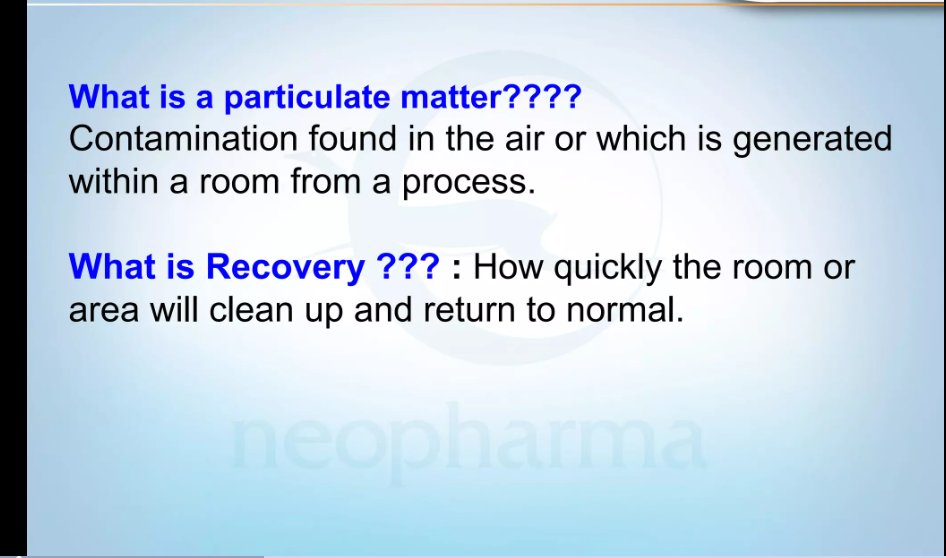 What is a particulate matter????
Contamination found in the air or which is generated
within a room from a process.
What is Recovery ??? : How quickly the room or
area will clean up and return to normal.
neopharma